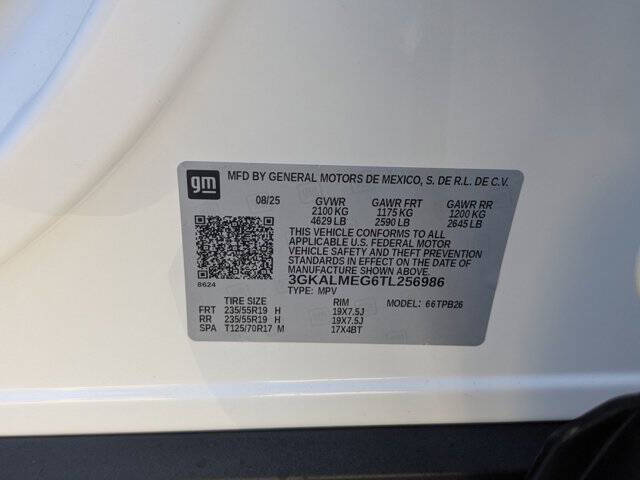 gm MFD BY GENERAL MOTORS DE MEXICO, S. DE R.L. DE C.V.
08/25 GVWR GAWR FRT GAWR RR
2100 KG 1175 KG 1200 KG
4629 LB 2590 LB 2645 LB
THIS VEHICLE CONFORMS TO ALL
APPLICABLE U.S. FEDERAL MOTOR
VEHICLE SAFETY AND THEFT PREVENTION
STANDARDS IN EFFECT ON THE DATE OF
MANUFACTURE SHOWN ABOVE.
3GKALMEG6TL256986
8624 TYPE: MPV
TIRE SIZE RIM MODEL: 66TPB26
FRT 235/55R19 H 19X7.5J
RR 235/55R19 H 19X7.5J
SPA T125/70R17 M 17X4BT